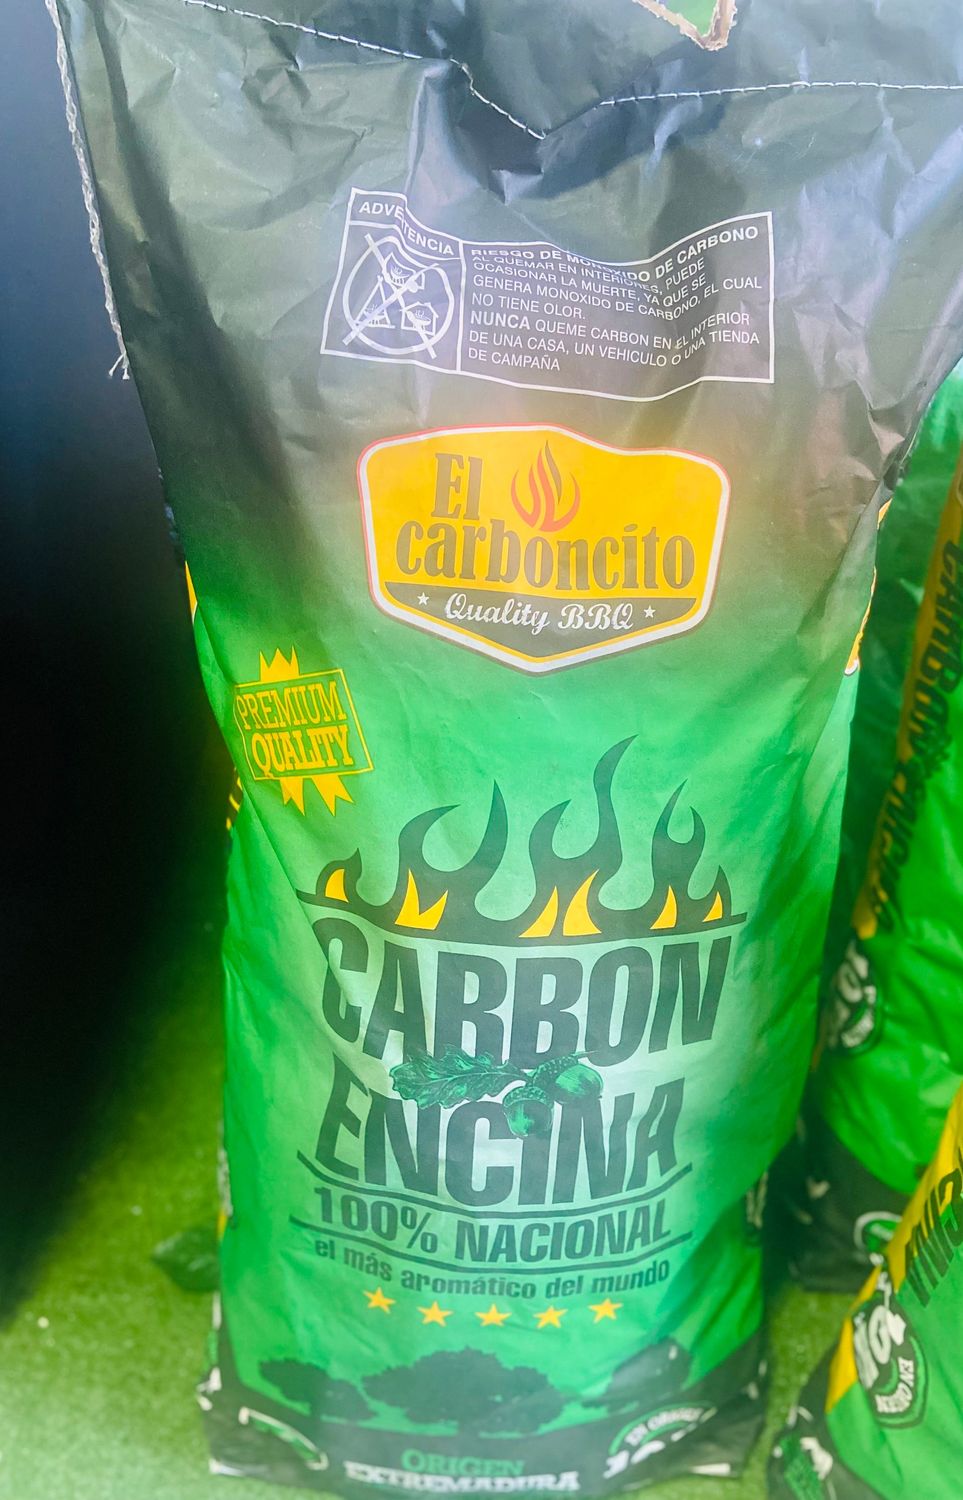 ADVERTENCIA
RIESGO DE MONOXIDO DE CARBONO
AL QUEMAR EN INTERIORES, PUEDE
OCASIONAR LA MUERTE, YA QUE SE
GENERA MONOXIDO DE CARBONO, EL CUAL
NO TIENE OLOR.
NUNCA QUEME CARBON EN EL INTERIOR
DE UNA CASA, UN VEHICULO O UNA TIENDA
DE CAMPAÑA
El
carboncito
Quality BBQ
PREMIUM
QUALITY
CARBON
ENCINA
100% NACIONAL
el más aromático del mundo
ORIGEN
EXTREMADURA
CARBON ENCINA